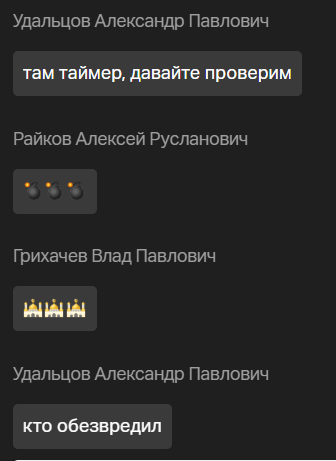 Удальцов Александр Павлович
там таймер, давайте проверим
Райков Алексей Русланович
💣💣💣
Грихачев Влад Павлович
🕌🕌🕌
Удальцов Александр Павлович
кто обезвредил